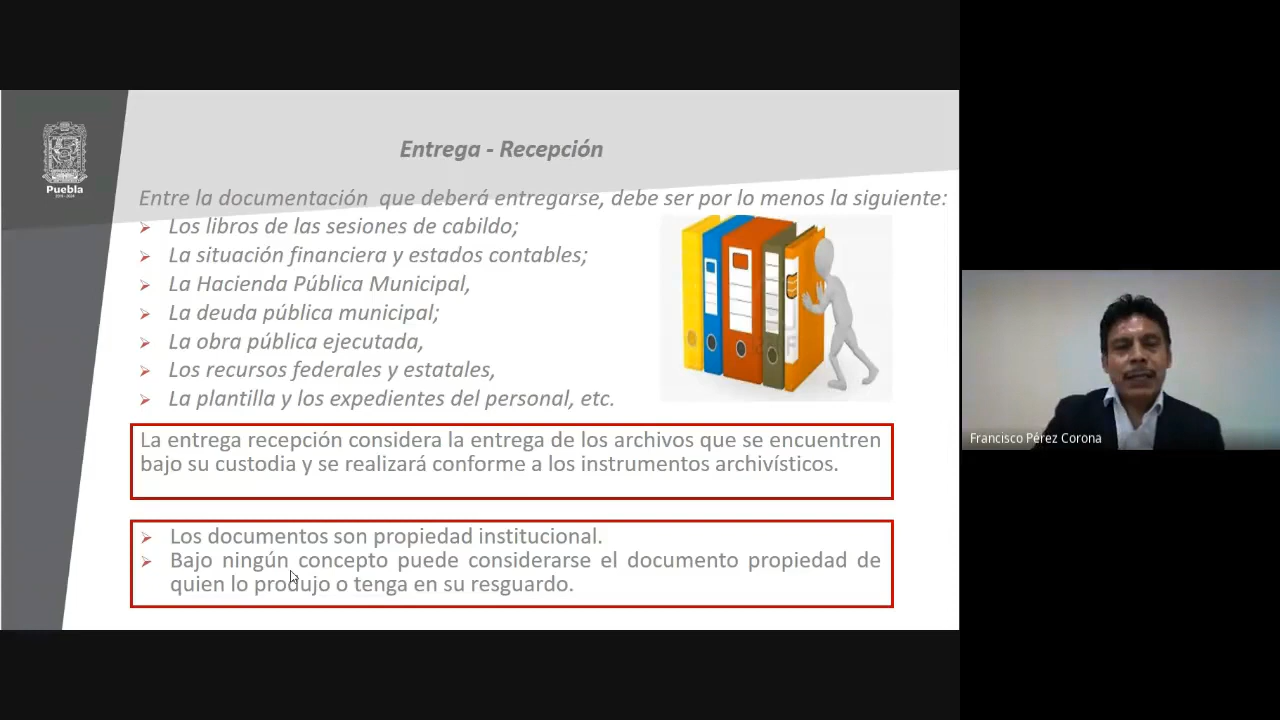 Puebla
Entrega - Recepción
Entre la documentación que deberá entregarse, debe ser por lo menos la siguiente:
Los libros de las sesiones de cabildo;
La situación financiera y estados contables;
La Hacienda Pública Municipal,
La deuda pública municipal;
La obra pública ejecutada,
Los recursos federales y estatales,
La plantilla y los expedientes del personal, etc.
La entrega recepción considera la entrega de los archivos que se encuentren
bajo su custodia y se realizará conforme a los instrumentos archivísticos.
Los documentos son propiedad institucional.
Bajo ningún concepto puede considerarse el documento propiedad de
quien lo produjo o tenga en su resguardo.
Francisco Pérez Corona